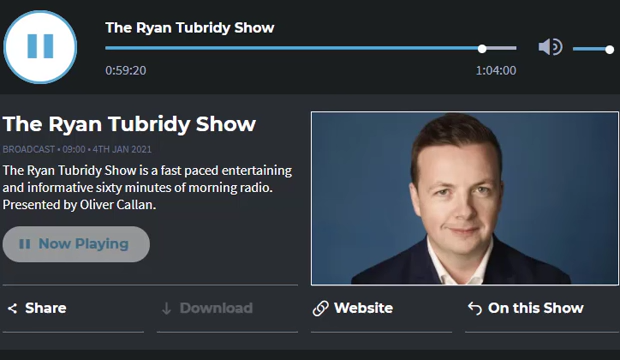 The Ryan Tubridy Show
0:59:20
1:04:00
The Ryan Tubridy Show
BROADCAST • 09:00 • 4TH JAN 2021
The Ryan Tubridy Show is a fast paced entertaining
and informative sixty minutes of morning radio.
Presented by Oliver Callan.
Now Playing
Share
Download
Website
On this Show